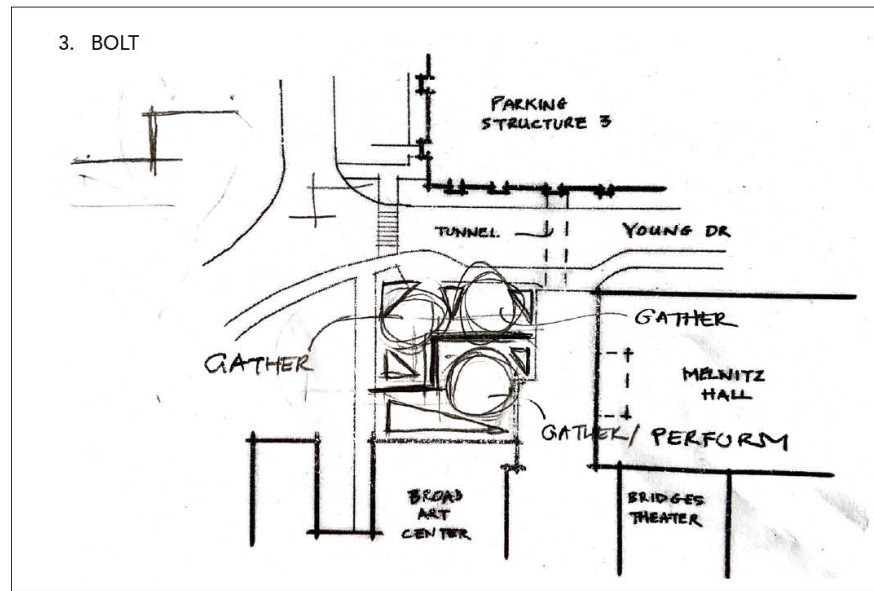 3. BOLT
PARKING
STRUCTURE 3
TUNNEL
YOUNG DR
GATHER
GATHER
MELNITZ
HALL
GATHER/ PERFORM
BROAD
ART
CENTER
BRIDGES
THEATER